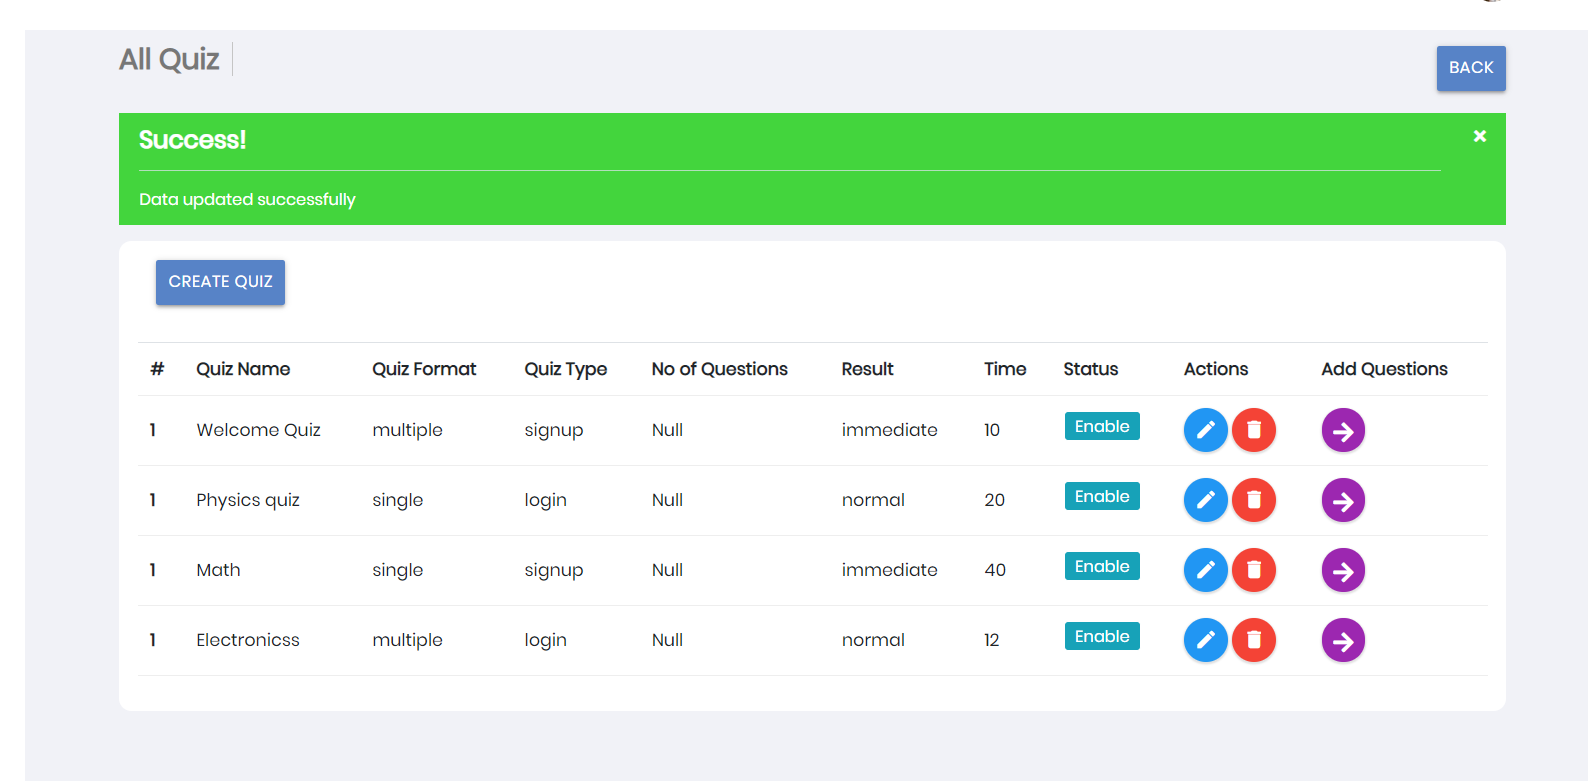 All Quiz
BACK
Success!
Data updated successfully
CREATE QUIZ
# Quiz Name Quiz Format Quiz Type No of Questions Result Time Status Actions Add Questions
1 Welcome Quiz multiple signup Null immediate 10 Enable
1 Physics quiz single login Null normal 20 Enable
1 Math single signup Null immediate 40 Enable
1 Electronicss multiple login Null normal 12 Enable